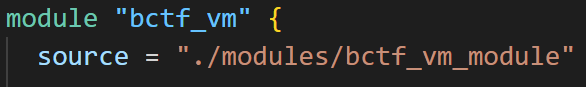 module "bctf_vm" {
source = "./modules/bctf_vm_module"